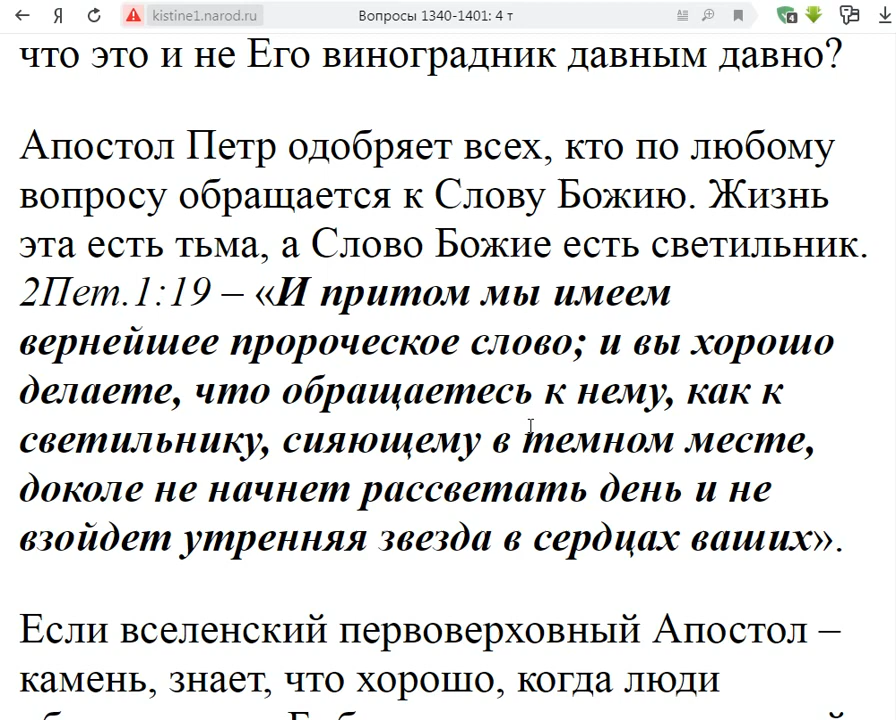 Я kistine1.narod.ru Вопросы 1340-1401: 4 т
что это и не Его виноградник давным давно?
Апостол Петр одобряет всех, кто по любому
вопросу обращается к Слову Божию. Жизнь
эта есть тьма, а Слово Божие есть светильник.
2Пет.1:19 – «И притом мы имеем
вернейшее пророческое слово; и вы хорошо
делаете, что обращаетесь к нему, как к
светильнику, сияющему в темном месте,
доколе не начнет рассветать день и не
взойдет утренняя звезда в сердцах ваших».
Если вселенский первоверховный Апостол –
камень, знает, что хорошо, когда люди